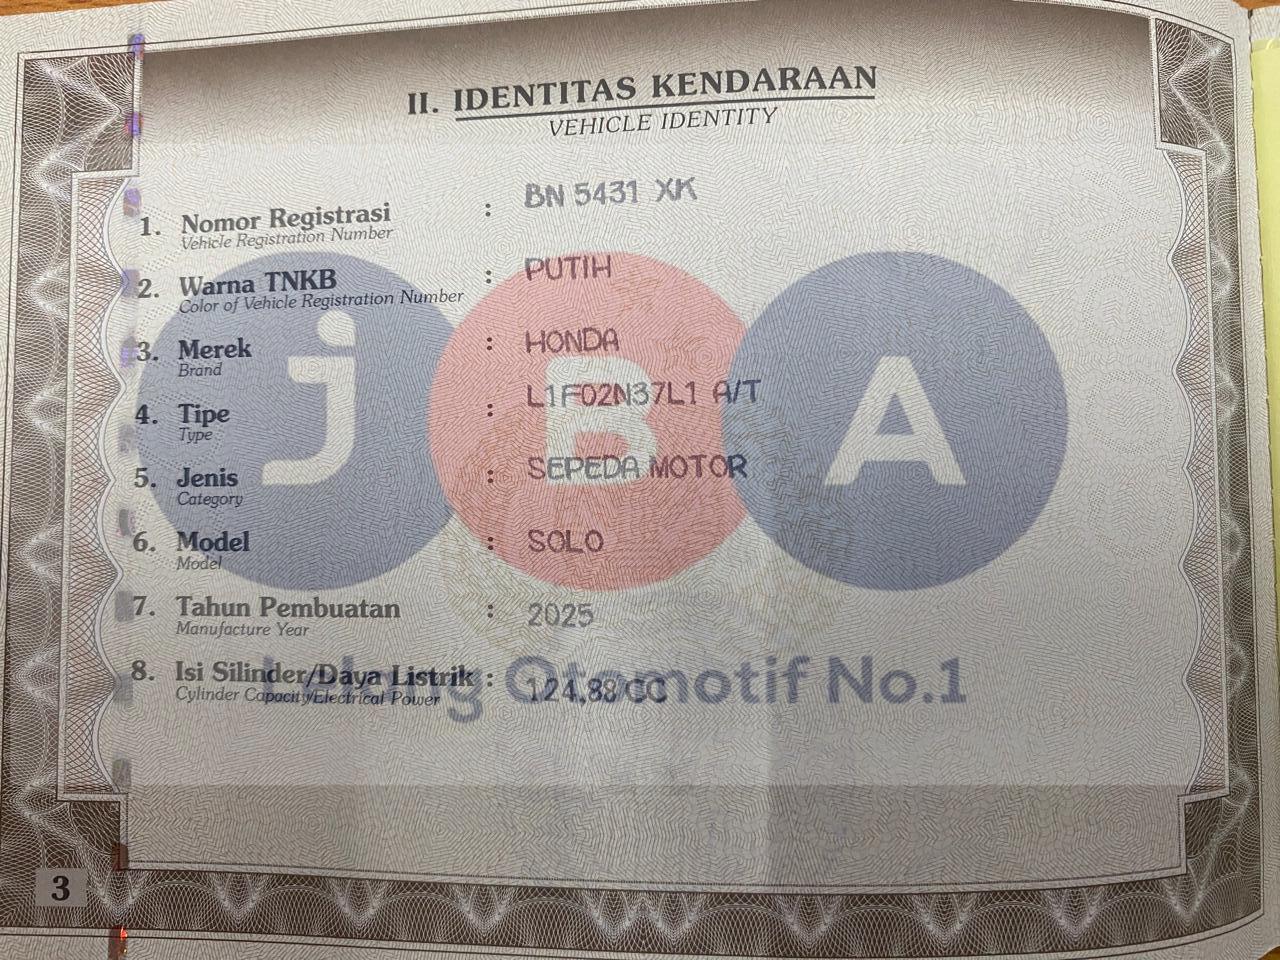 II. IDENTITAS KENDARAAN
VEHICLE IDENTITY
1. Nomor Registrasi : BN 5431 XK
Vehicle Registration Number
2. Warna TNKB : PUTIH
Color of Vehicle Registration Number
3. Merek : HONDA
Brand
4. Tipe : L1F02N37L1 A/T
Type
5. Jenis : SEPEDA MOTOR
Category
6. Model : SOLO
Model
7. Tahun Pembuatan : 2025
Manufacture Year
8. Isi Silinder/Daya Listrik : 124,88 CC
Cylinder Capacity/Electrical Power
jBA
Otomotif No.1
3